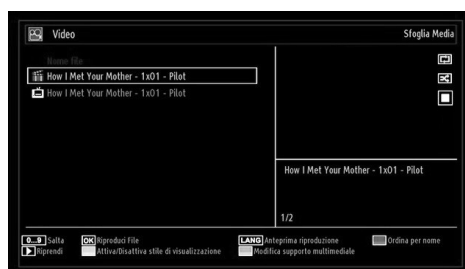 Video
Sfoglia Media
Nome file
How I Met Your Mother - 1x01 - Pilot
How I Met Your Mother - 1x01 - Pilot
How I Met Your Mother - 1x01 - Pilot
1/2
0...9 Salta OK Riproduci File LANG Anteprima riproduzione Ordina per nome
Riprendi Attiva/Disattiva stile di visualizzazione Modifica supporto multimediale